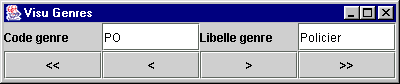 Visu Genres
Code genre PO Libelle genre Policier
<< < > >>